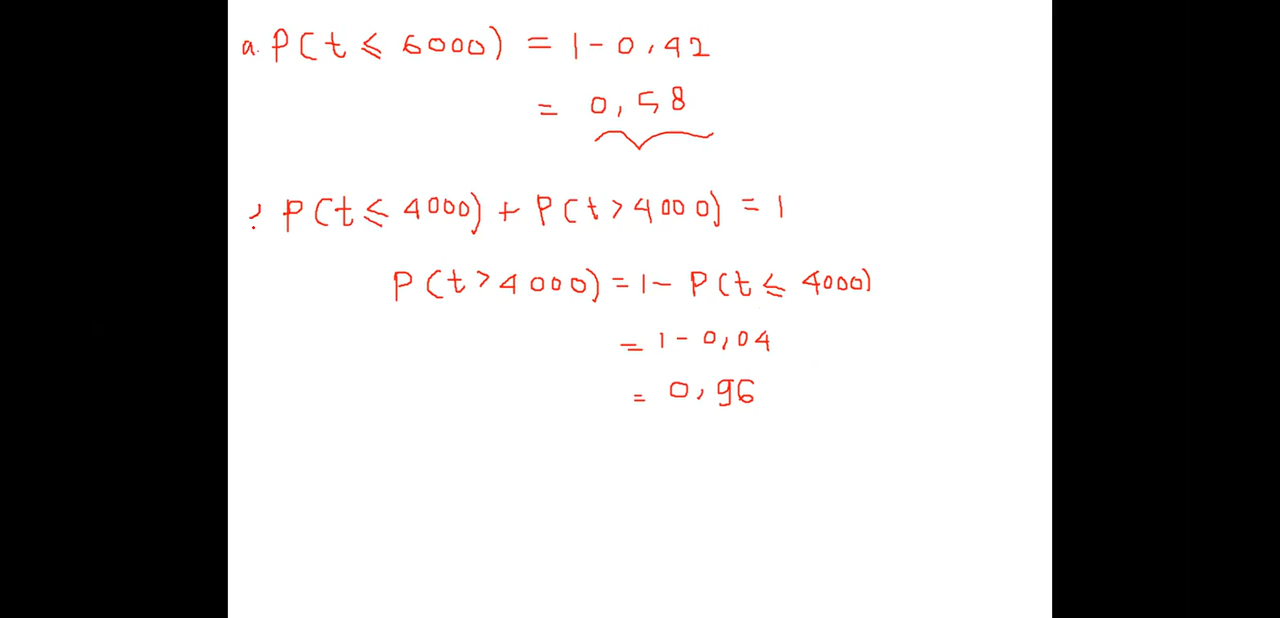 a. P(t ≤ 6000) = 1 - 0,42
= 0,58
P(t ≤ 4000) + P(t > 4000) = 1
P(t > 4000) = 1 - P(t ≤ 4000)
= 1 - 0,04
= 0,96